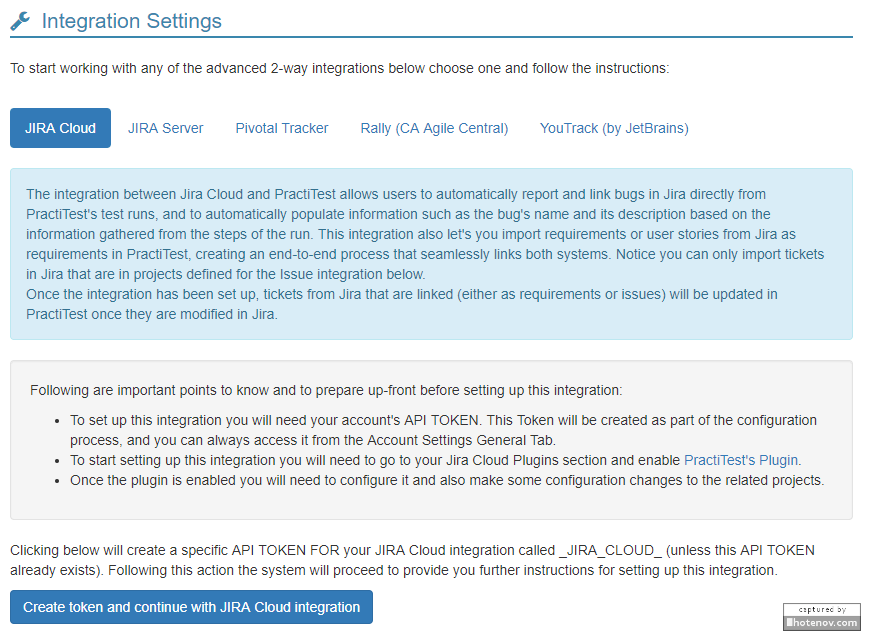 Integration Settings
To start working with any of the advanced 2-way integrations below choose one and follow the instructions:
JIRA Cloud JIRA Server Pivotal Tracker Rally (CA Agile Central) YouTrack (by JetBrains)
The integration between Jira Cloud and PractiTest allows users to automatically report and link bugs in Jira directly from
PractiTest's test runs, and to automatically populate information such as the bug's name and its description based on the
information gathered from the steps of the run. This integration also let's you import requirements or user stories from Jira as
requirements in PractiTest, creating an end-to-end process that seamlessly links both systems. Notice you can only import tickets
in Jira that are in projects defined for the Issue integration below.
Once the integration has been set up, tickets from Jira that are linked (either as requirements or issues) will be updated in
PractiTest once they are modified in Jira.
Following are important points to know and to prepare up-front before setting up this integration:
• To set up this integration you will need your account's API TOKEN. This Token will be created as part of the configuration
process, and you can always access it from the Account Settings General Tab.
• To start setting up this integration you will need to go to your Jira Cloud Plugins section and enable PractiTest's Plugin.
• Once the plugin is enabled you will need to configure it and also make some configuration changes to the related projects.
Clicking below will create a specific API TOKEN FOR your JIRA Cloud integration called _JIRA_CLOUD_ (unless this API TOKEN
already exists). Following this action the system will proceed to provide you further instructions for setting up this integration.
Create token and continue with JIRA Cloud integration
captured by
hotenov.com